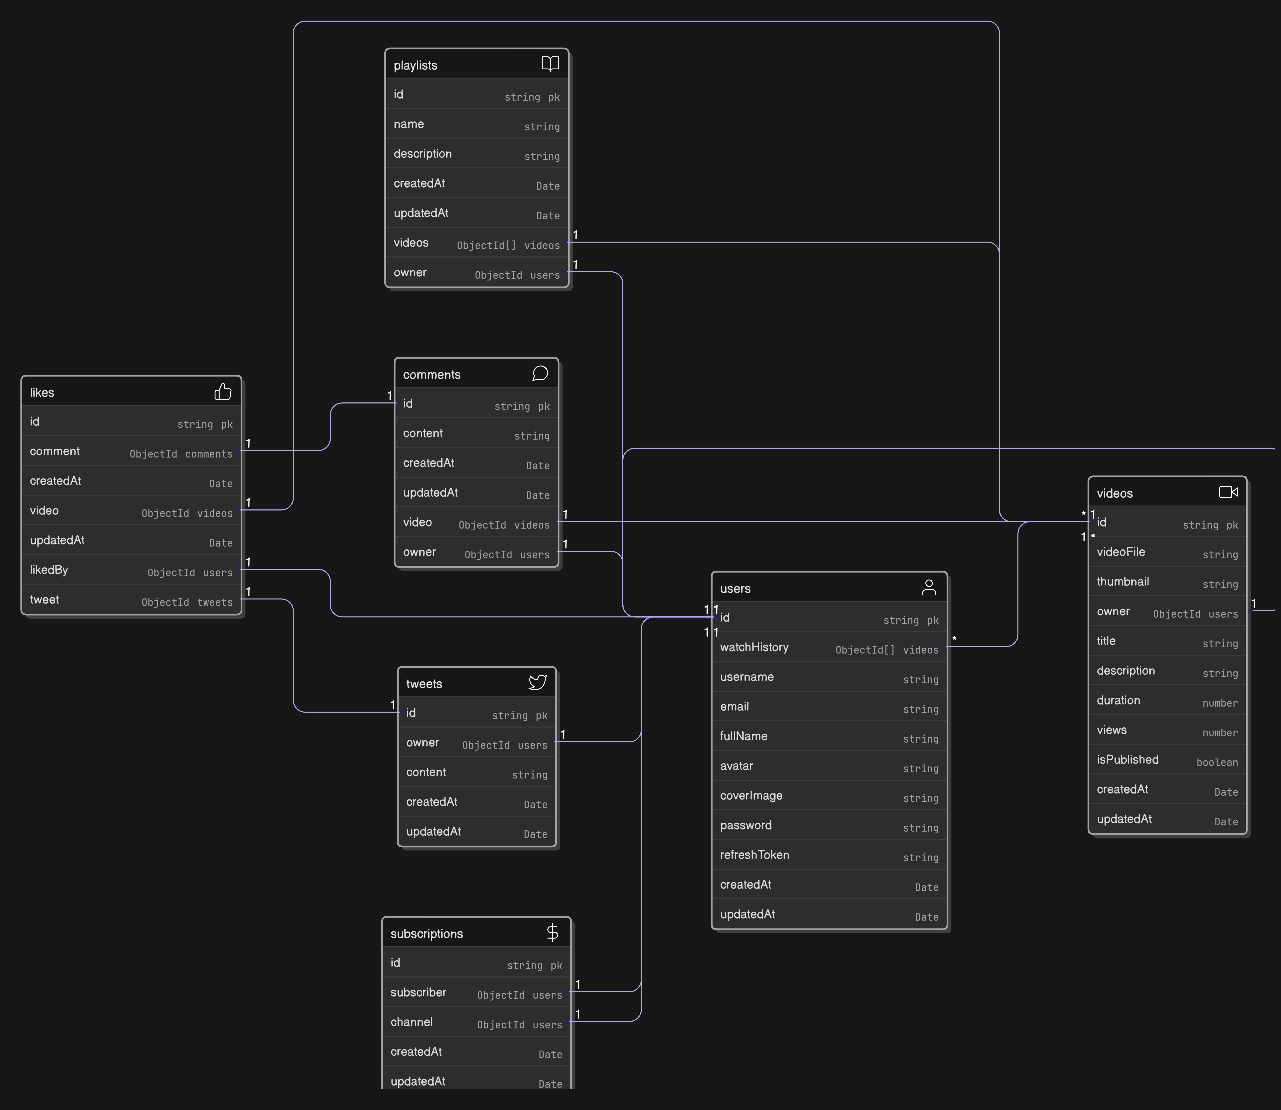 playlists
id string pk
name string
description string
createdAt Date
updatedAt Date
videos ObjectId[] videos 1
owner ObjectId users 1
likes
id string pk
comment ObjectId comments 1
createdAt Date
video ObjectId videos 1
updatedAt Date
likedBy ObjectId users 1
tweet ObjectId tweets 1
comments
1 id string pk
content string
createdAt Date
updatedAt Date
video ObjectId videos 1
owner ObjectId users 1
tweets
1 id string pk
owner ObjectId users 1
content string
createdAt Date
updatedAt Date
subscriptions
id string pk
subscriber ObjectId users 1
channel ObjectId users 1
createdAt Date
updatedAt Date
users
1 1 id string pk
1 1
watchHistory ObjectId[] videos *
username string
email string
fullName string
avatar string
coverImage string
password string
refreshToken string
createdAt Date
updatedAt Date
videos
* 1 id string pk
1 *
videoFile string
thumbnail string
owner ObjectId users 1
title string
description string
duration number
views number
isPublished boolean
createdAt Date
updatedAt Date